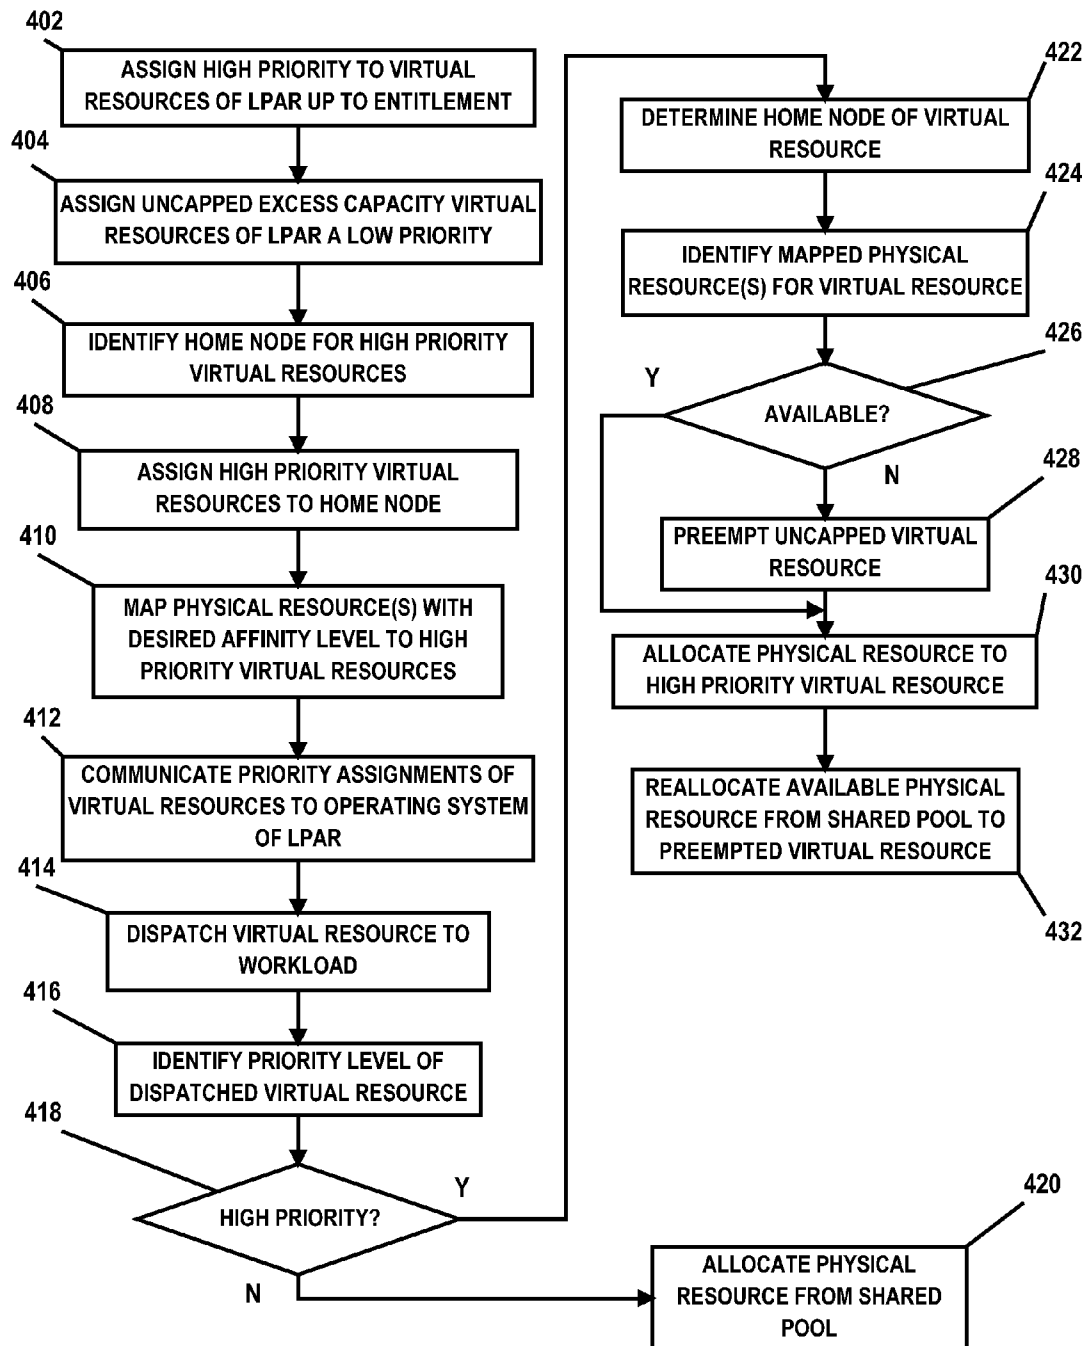 402
ASSIGN HIGH PRIORITY TO VIRTUAL
RESOURCES OF LPAR UP TO ENTITLEMENT
404
ASSIGN UNCAPPED EXCESS CAPACITY VIRTUAL
RESOURCES OF LPAR A LOW PRIORITY
406
IDENTIFY HOME NODE FOR HIGH PRIORITY
VIRTUAL RESOURCES
408
ASSIGN HIGH PRIORITY VIRTUAL
RESOURCES TO HOME NODE
410
MAP PHYSICAL RESOURCE(S) WITH
DESIRED AFFINITY LEVEL TO HIGH
PRIORITY VIRTUAL RESOURCES
412
COMMUNICATE PRIORITY ASSIGNMENTS OF
VIRTUAL RESOURCES TO OPERATING SYSTEM
OF LPAR
414
DISPATCH VIRTUAL RESOURCE TO
WORKLOAD
416
IDENTIFY PRIORITY LEVEL OF
DISPATCHED VIRTUAL RESOURCE
418
HIGH PRIORITY?
Y
N
420
ALLOCATE PHYSICAL
RESOURCE FROM SHARED
POOL
422
DETERMINE HOME NODE OF VIRTUAL
RESOURCE
424
IDENTIFY MAPPED PHYSICAL
RESOURCE(S) FOR VIRTUAL RESOURCE
426
Y
AVAILABLE?
N
428
PREEMPT UNCAPPED VIRTUAL
RESOURCE
430
ALLOCATE PHYSICAL RESOURCE TO
HIGH PRIORITY VIRTUAL RESOURCE
REALLOCATE AVAILABLE PHYSICAL
RESOURCE FROM SHARED POOL TO
PREEMPTED VIRTUAL RESOURCE
432